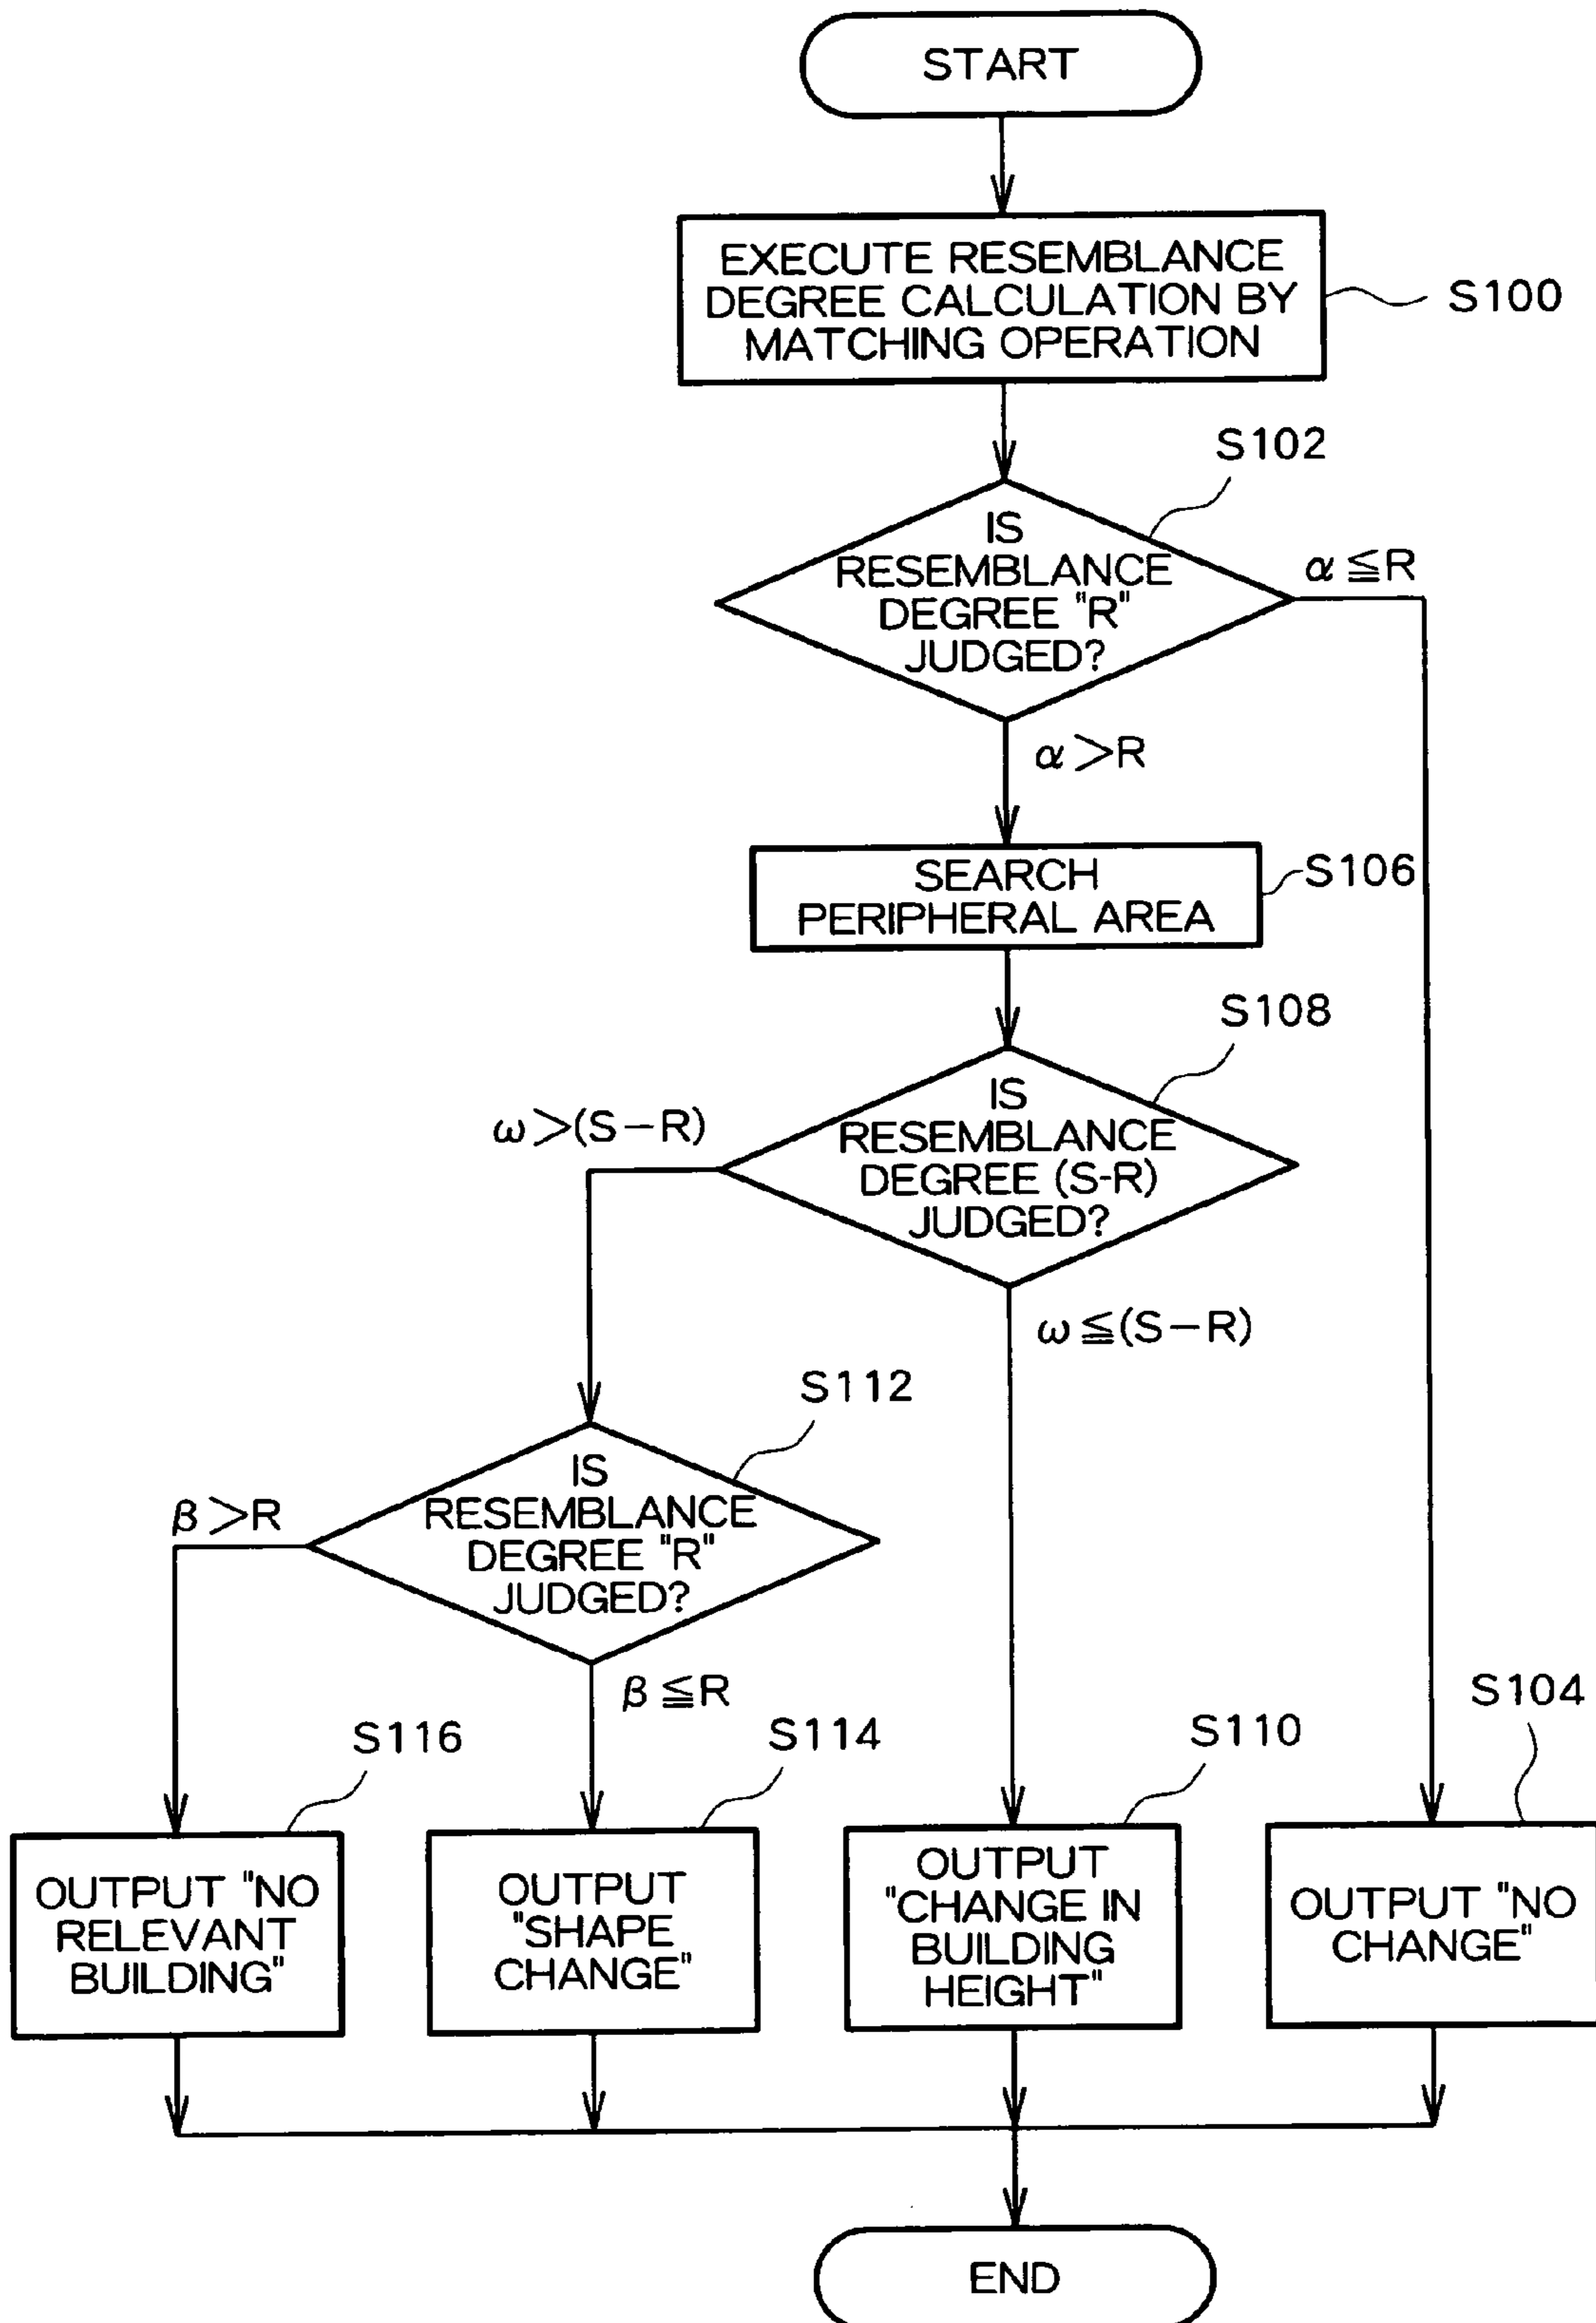 START
EXECUTE RESEMBLANCE
DEGREE CALCULATION BY
MATCHING OPERATION
S100
S102
IS
RESEMBLANCE
DEGREE "R"
JUDGED?
α≦R
α>R
SEARCH
PERIPHERAL AREA
S106
S108
IS
RESEMBLANCE
DEGREE (S-R)
JUDGED?
ω>(S-R)
ω≦(S-R)
S112
IS
RESEMBLANCE
DEGREE "R"
JUDGED?
β>R
β≦R
S116
S114
S110
S104
OUTPUT "NO
RELEVANT
BUILDING"
OUTPUT
"SHAPE
CHANGE"
OUTPUT
"CHANGE IN
BUILDING
HEIGHT"
OUTPUT "NO
CHANGE"
END